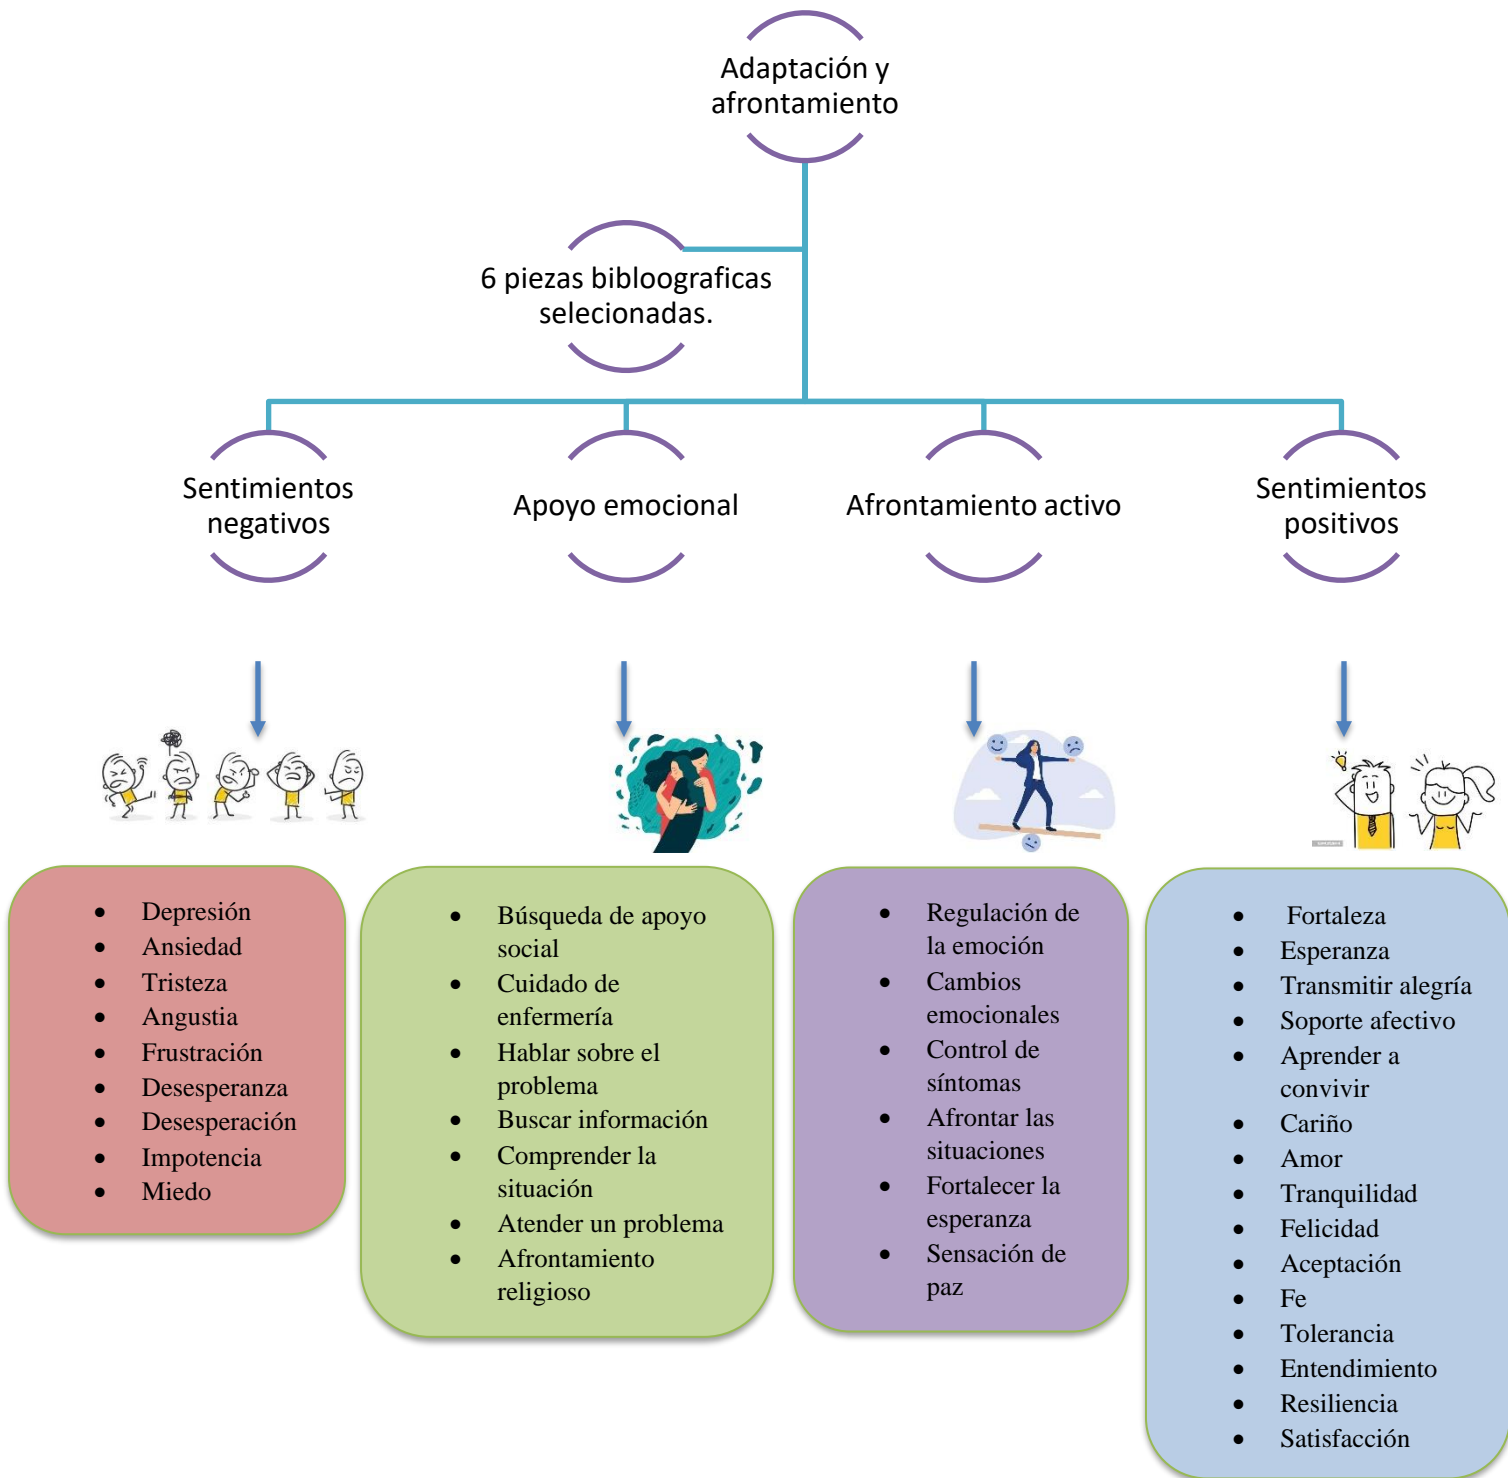 Adaptación y
afrontamiento
6 piezas bibloograficas
selecionadas.
Sentimientos
negativos
Apoyo emocional
Afrontamiento activo
Sentimientos
positivos
• Depresión
• Ansiedad
• Tristeza
• Angustia
• Frustración
• Desesperanza
• Desesperación
• Impotencia
• Miedo
• Búsqueda de apoyo
social
• Cuidado de
enfermería
• Hablar sobre el
problema
• Buscar información
• Comprender la
situación
• Atender un problema
• Afrontamiento
religioso
• Regulación de
la emoción
• Cambios
emocionales
• Control de
síntomas
• Afrontar las
situaciones
• Fortalecer la
esperanza
• Sensación de
paz
• Fortaleza
• Esperanza
• Transmitir alegría
• Soporte afectivo
• Aprender a
convivir
• Cariño
• Amor
• Tranquilidad
• Felicidad
• Aceptación
• Fe
• Tolerancia
• Entendimiento
• Resiliencia
• Satisfacción